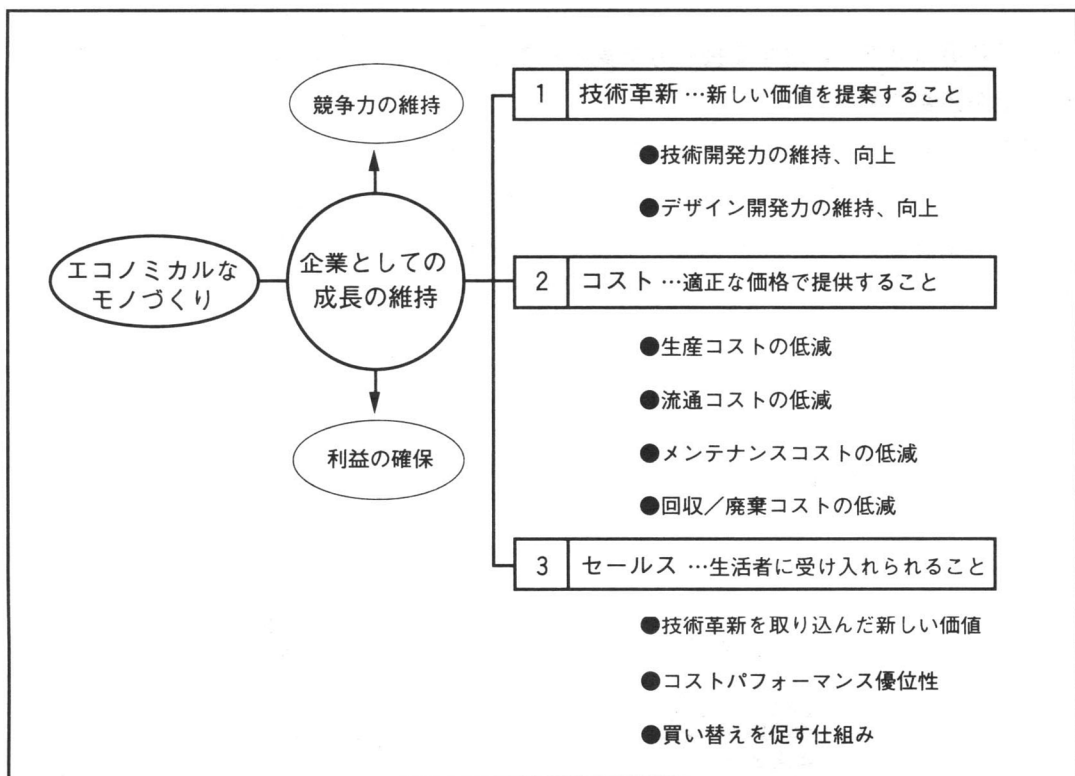 エコノミカルな
モノづくり
競争力の維持
企業としての
成長の維持
利益の確保
1 技術革新 …新しい価値を提案すること
●技術開発力の維持、向上
●デザイン開発力の維持、向上
2 コスト …適正な価格で提供すること
●生産コストの低減
●流通コストの低減
●メンテナンスコストの低減
●回収／廃棄コストの低減
3 セールス …生活者に受け入れられること
●技術革新を取り込んだ新しい価値
●コストパフォーマンス優位性
●買い替えを促す仕組み